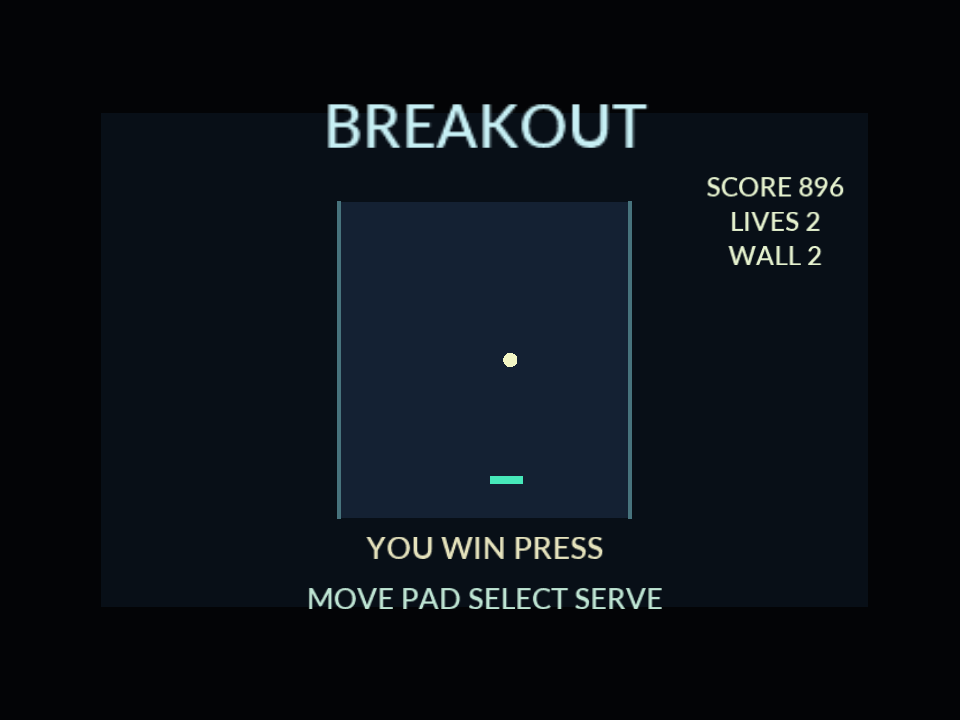 BREAKOUT
SCORE 896
LIVES 2
WALL 2
YOU WIN PRESS
MOVE PAD SELECT SERVE